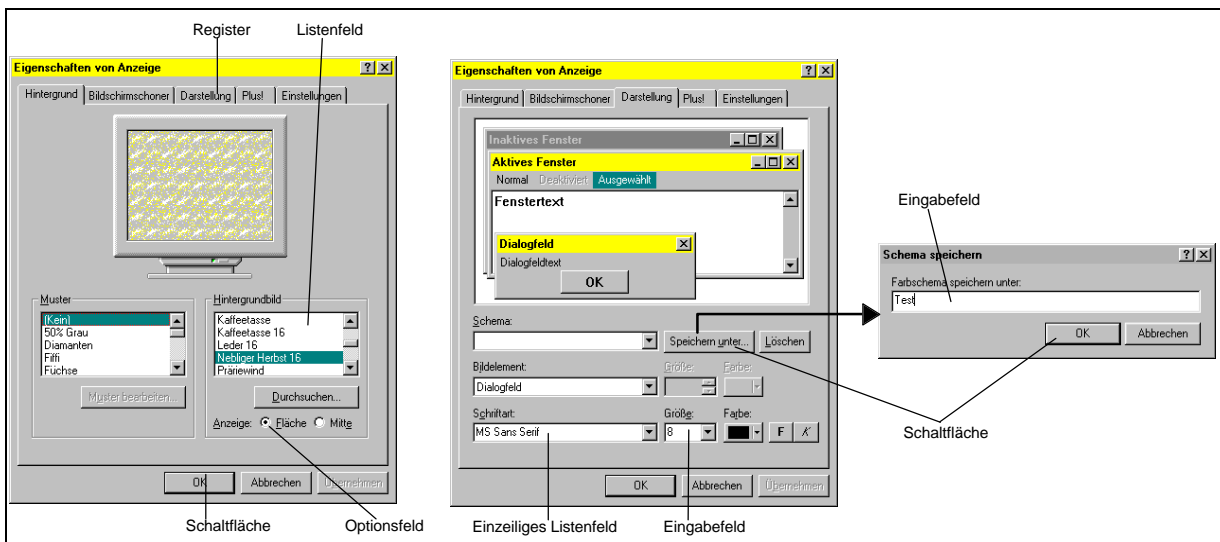 Register
Listenfeld
Eigenschaften von Anzeige
Hintergrund Bildschirmschoner Darstellung Plus! Einstellungen
Muster
(Kein)
50% Grau
Diamanten
Fiffi
Füchse
Muster bearbeiten...
Hintergrundbild
Kaffeetasse
Kaffeetasse 16
Leder 16
Nebliger Herbst 16
Präriewind
Durchsuchen...
Anzeige: Fläche Mitte
OK Abbrechen Übernehmen
Schaltfläche
Optionsfeld
Eigenschaften von Anzeige
Hintergrund Bildschirmschoner Darstellung Plus! Einstellungen
Inaktives Fenster
Aktives Fenster
Normal Deaktiviert Ausgewählt
Fenstertext
Dialogfeld
Dialogfeldtext
OK
Schema:
Speichern unter... Löschen
Bildelement: Größe: Farbe:
Dialogfeld
Schriftart: Größe: Farbe:
MS Sans Serif 8 F K
OK Abbrechen Übernehmen
Einzeiliges Listenfeld
Eingabefeld
Eingabefeld
Schema speichern
Farbschema speichern unter:
Test
OK Abbrechen
Schaltfläche